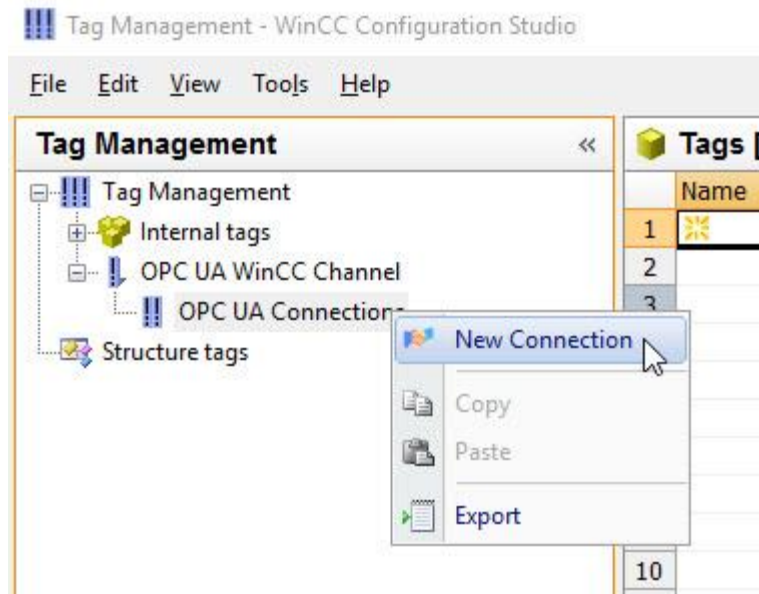 Tag Management - WinCC Configuration Studio
File Edit View Tools Help
Tag Management «
Tags [
Tag Management
Internal tags
OPC UA WinCC Channel
OPC UA Connections
Structure tags
Name
1
2
3
10
New Connection
Copy
Paste
Export